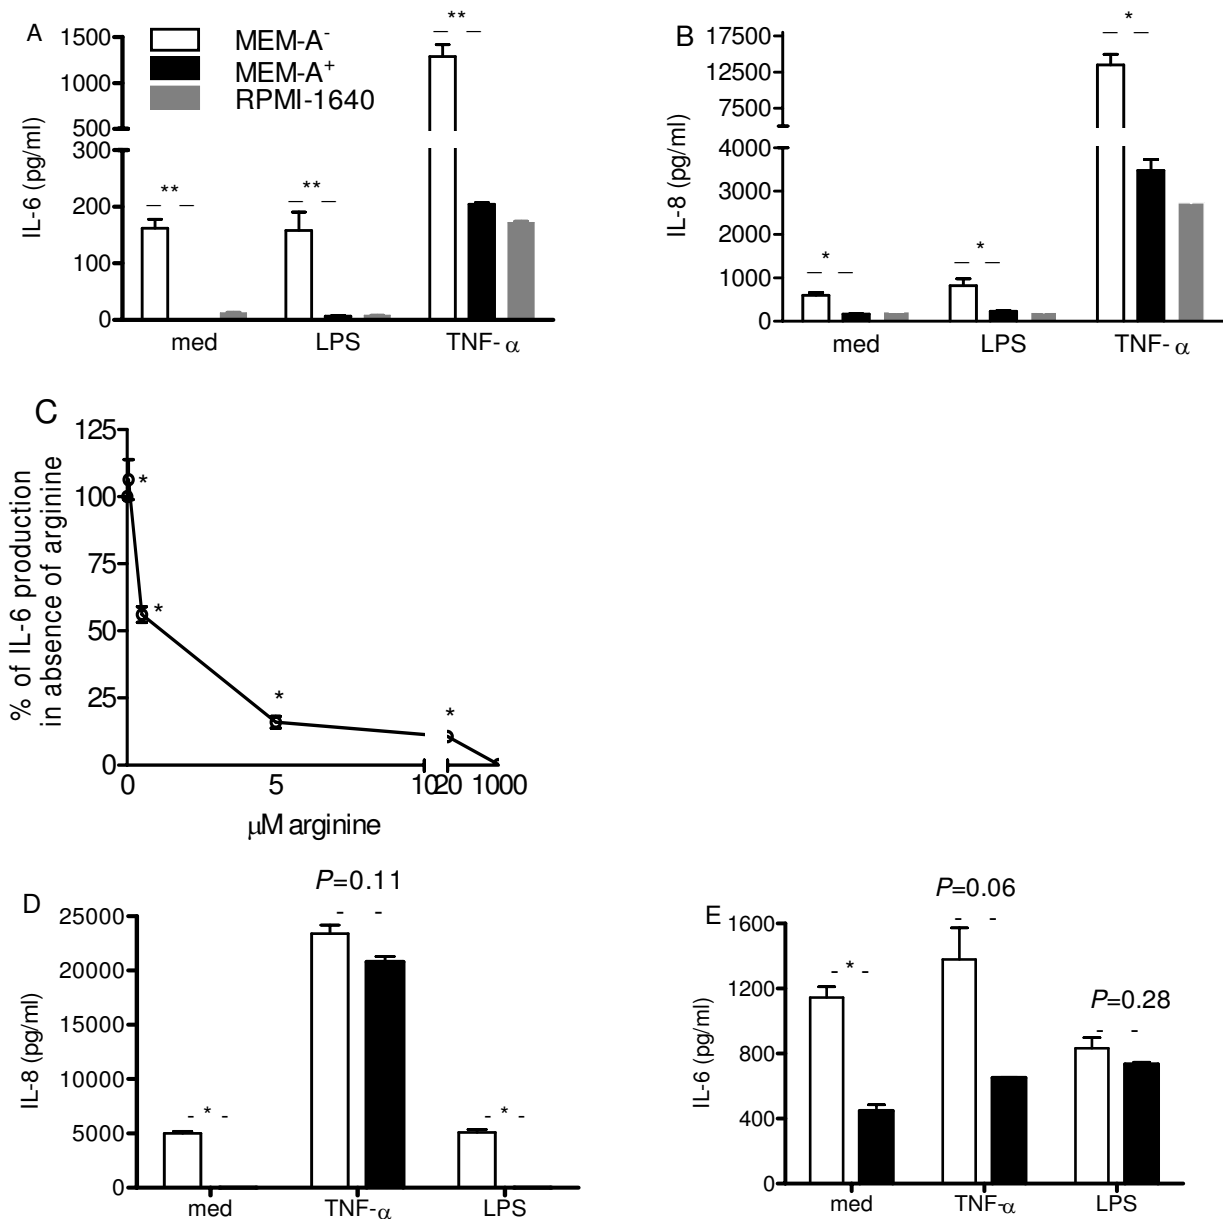 A
1500
1000
500
300
200
100
0
IL-6 (pg/ml)
MEM-A-
MEM-A+
RPMI-1640
**
**
**
med
LPS
TNF- α
B
17500
12500
7500
4000
3000
2000
1000
0
IL-8 (pg/ml)
*
*
*
med
LPS
TNF- α
C
125
100
75
50
25
0
% of IL-6 production
in absence of arginine
*
*
*
*
0
5
10
20
1000
μM arginine
D
25000
20000
15000
10000
5000
0
IL-8 (pg/ml)
P=0.11
*
*
med
TNF-α
LPS
E
1600
1200
800
400
0
IL-6 (pg/ml)
P=0.06
*
P=0.28
med
TNF-α
LPS